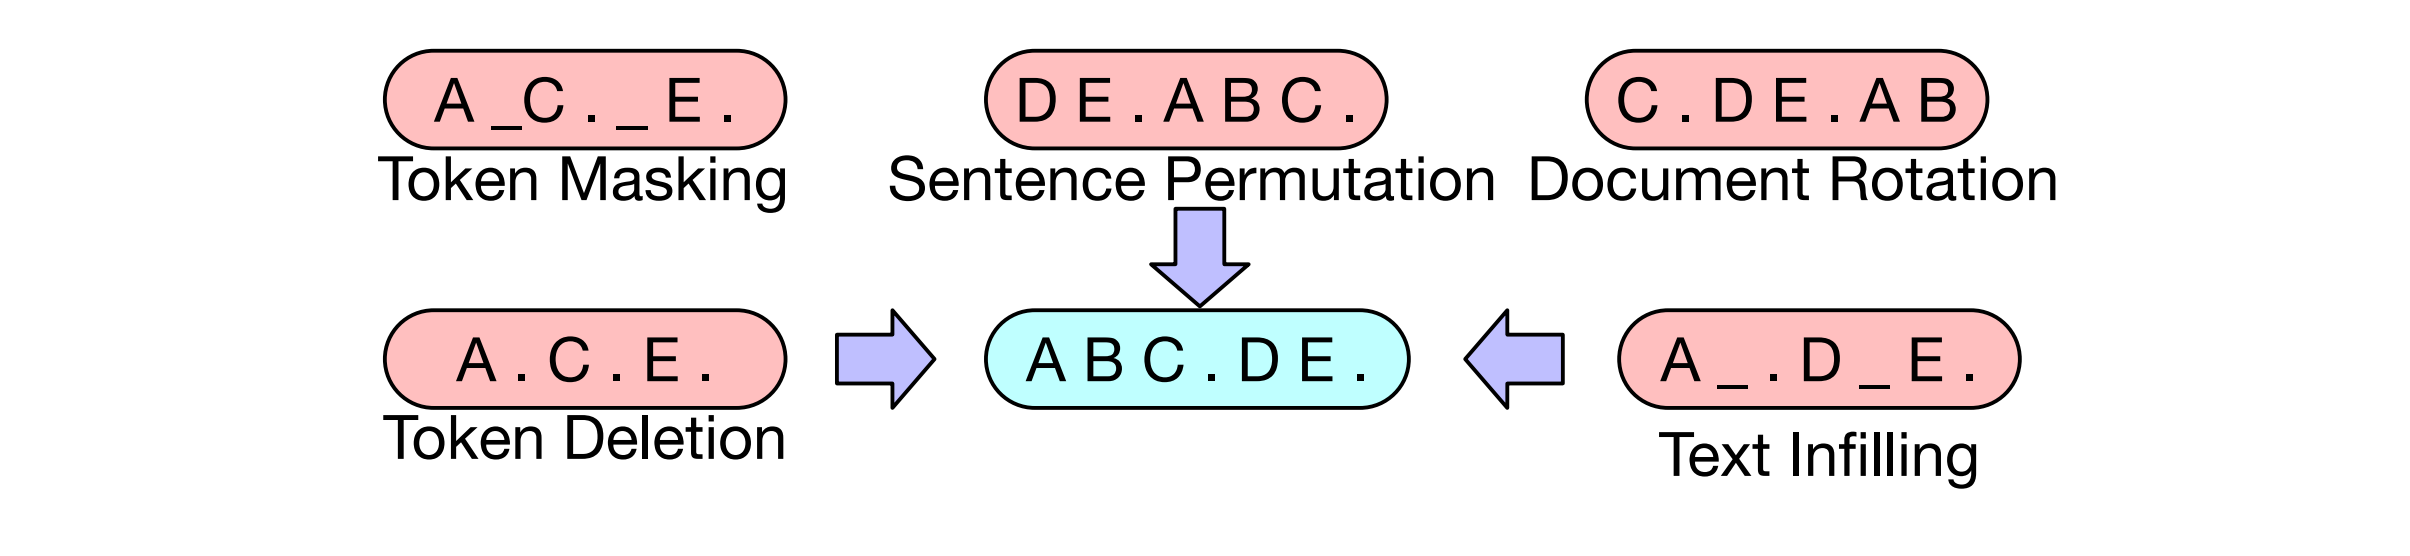 A _C . _ E .
D E . A B C .
C . D E . A B
Token Masking
Sentence Permutation
Document Rotation
A . C . E .
A B C . D E .
A _ . D _ E .
Token Deletion
Text Infilling